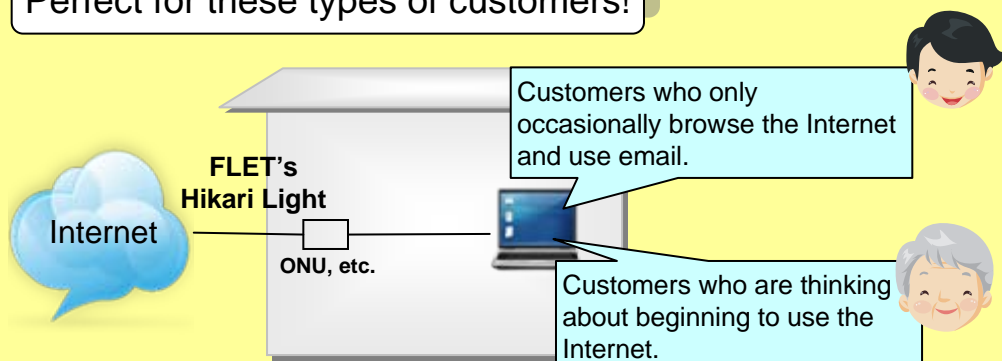 Perfect for these types of customers!
Customers who only
occasionally browse the Internet
and use email.
FLET's
Hikari Light
Internet
ONU, etc.
Customers who are thinking
about beginning to use the
Internet.